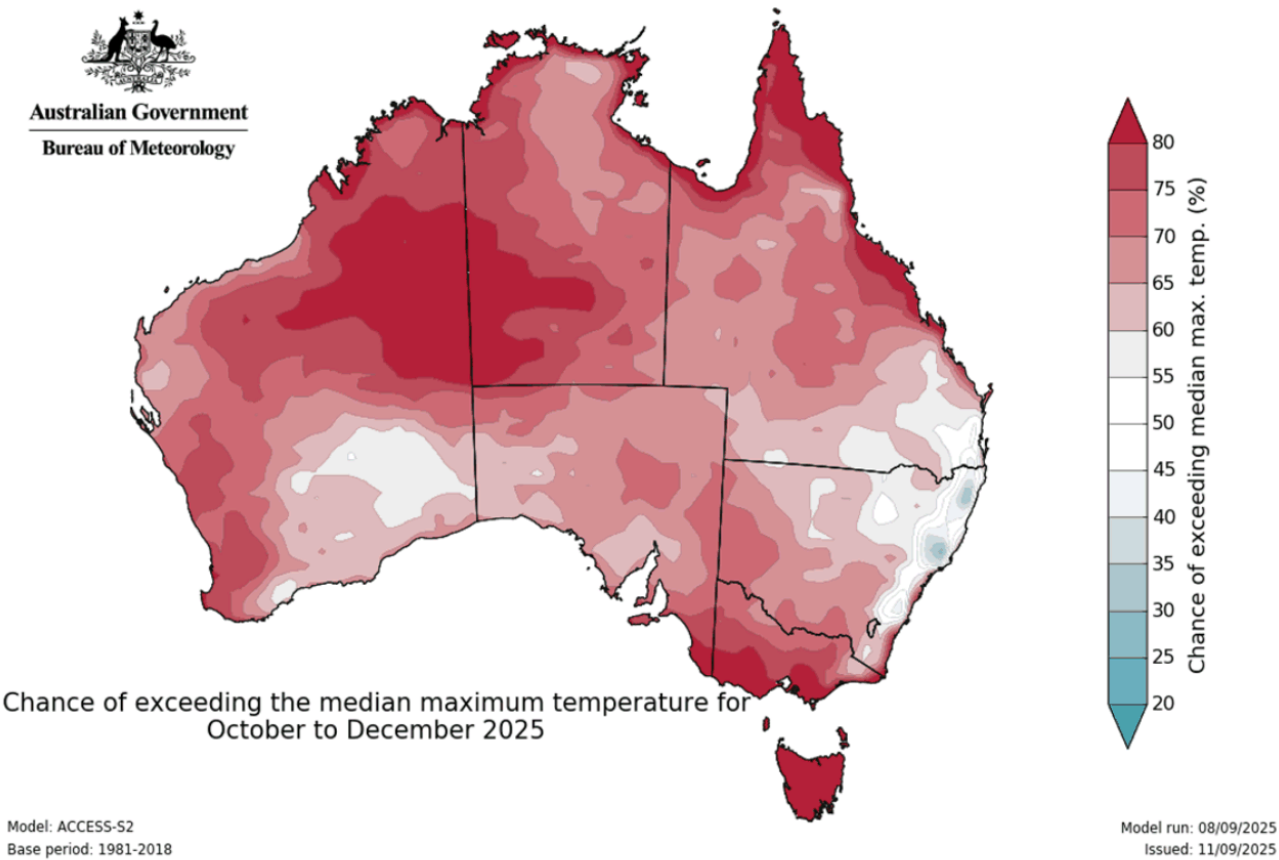 Australian Government
Bureau of Meteorology
80
75
70
65
60
55
50
45
40
35
30
25
20
Chance of exceeding median max. temp. (%)
Chance of exceeding the median maximum temperature for
October to December 2025
Model: ACCESS-S2
Base period: 1981-2018
Model run: 08/09/2025
Issued: 11/09/2025